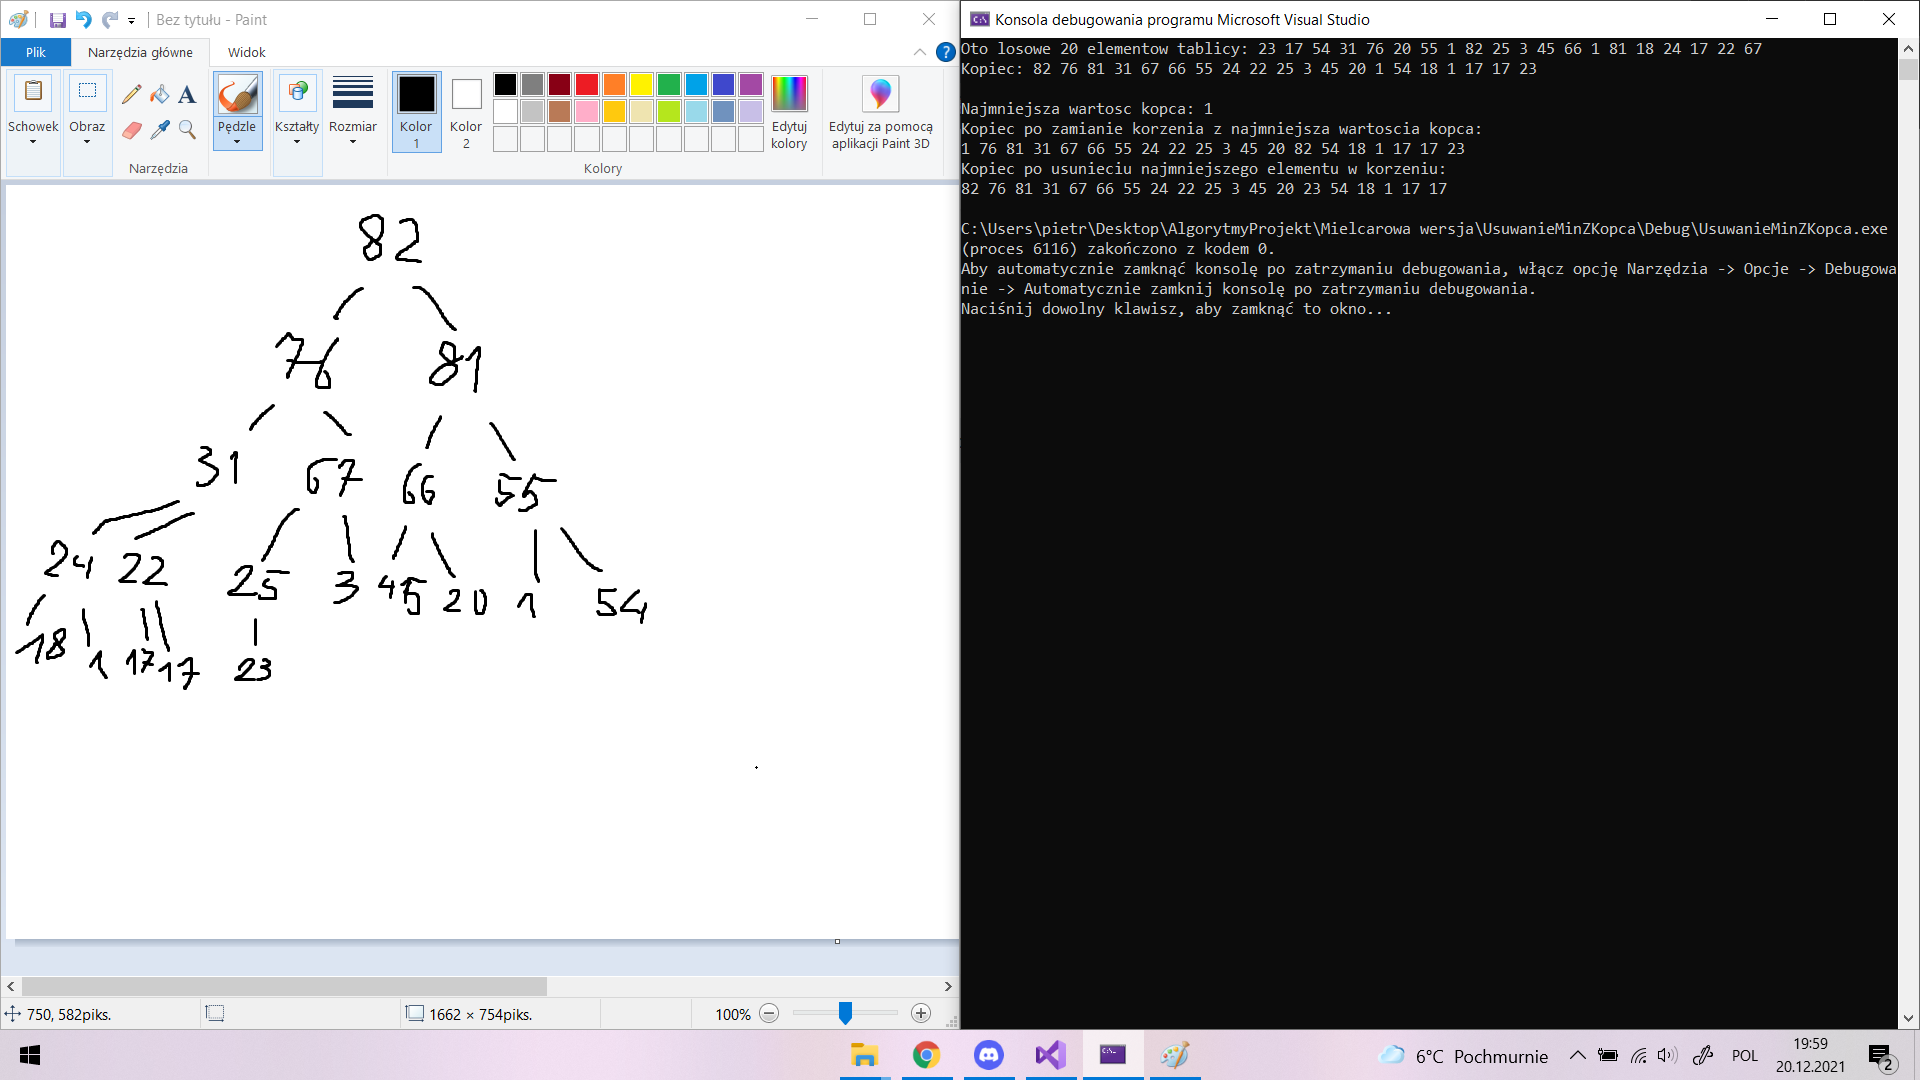 Bez tytułu - Paint
Plik
Narzędzia główne
Widok
Schowek
Obraz
Narzędzia
Pędzle
Kształty
Rozmiar
Kolor 1
Kolor 2
Kolory
Edytuj kolory
Edytuj za pomocą aplikacji Paint 3D
82
76 81
31 67 66 55
24 22 25 3 45 20 1 54
18 1 17 17 23
750, 582piks.
1662 × 754piks.
100%
Konsola debugowania programu Microsoft Visual Studio
Oto losowe 20 elementow tablicy: 23 17 54 31 76 20 55 1 82 25 3 45 66 1 81 18 24 17 22 67
Kopiec: 82 76 81 31 67 66 55 24 22 25 3 45 20 1 54 18 1 17 17 23
Najmniejsza wartosc kopca: 1
Kopiec po zamianie korzenia z najmniejsza wartoscia kopca:
1 76 81 31 67 66 55 24 22 25 3 45 20 82 54 18 1 17 17 23
Kopiec po usunieciu najmniejszego elementu w korzeniu:
82 76 81 31 67 66 55 24 22 25 3 45 20 23 54 18 1 17 17
C:\Users\pietr\Desktop\AlgorytmyProjekt\Mielcarowa wersja\UsuwanieMinZKopca\Debug\UsuwanieMinZKopca.exe
(proces 6116) zakończono z kodem 0.
Aby automatycznie zamknąć konsolę po zatrzymaniu debugowania, włącz opcję Narzędzia -> Opcje -> Debugowa
nie -> Automatycznie zamknij konsolę po zatrzymaniu debugowania.
Naciśnij dowolny klawisz, aby zamknąć to okno...
6°C Pochmurnie
POL
19:59
20.12.2021
2